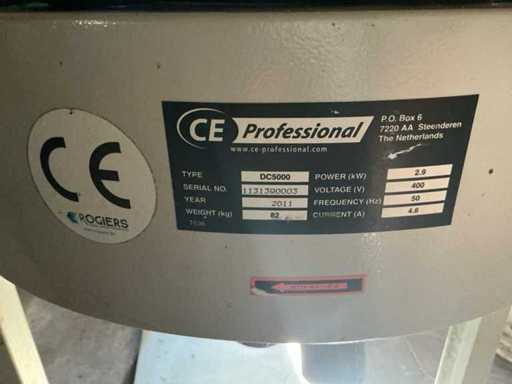 CE Professional
www.ce-professional.com
P.O. Box 6
7220 AA Steenderen
The Netherlands
TYPE DC5000 POWER (kW) 2.9
SERIAL NO. 1131390003 VOLTAGE (V) 400
YEAR 2011 FREQUENCY (Hz) 50
WEIGHT (kg) 82 CURRENT (A) 4.6
CE
ROGIERS